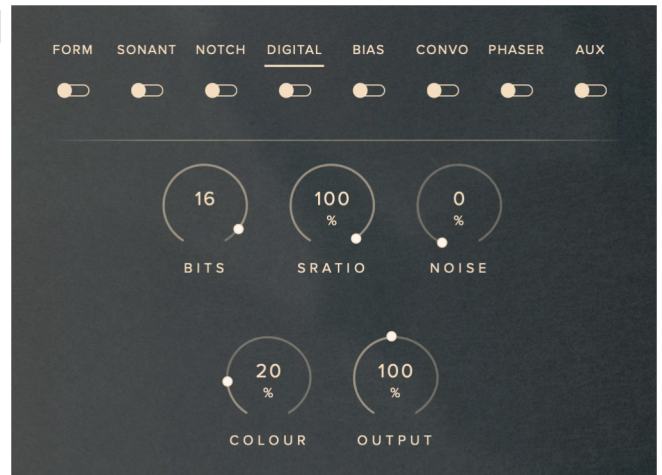 FORM SONANT NOTCH DIGITAL BIAS CONVO PHASER AUX
16 100 0
% %
BITS SRATIO NOISE
20 100
% %
COLOUR OUTPUT